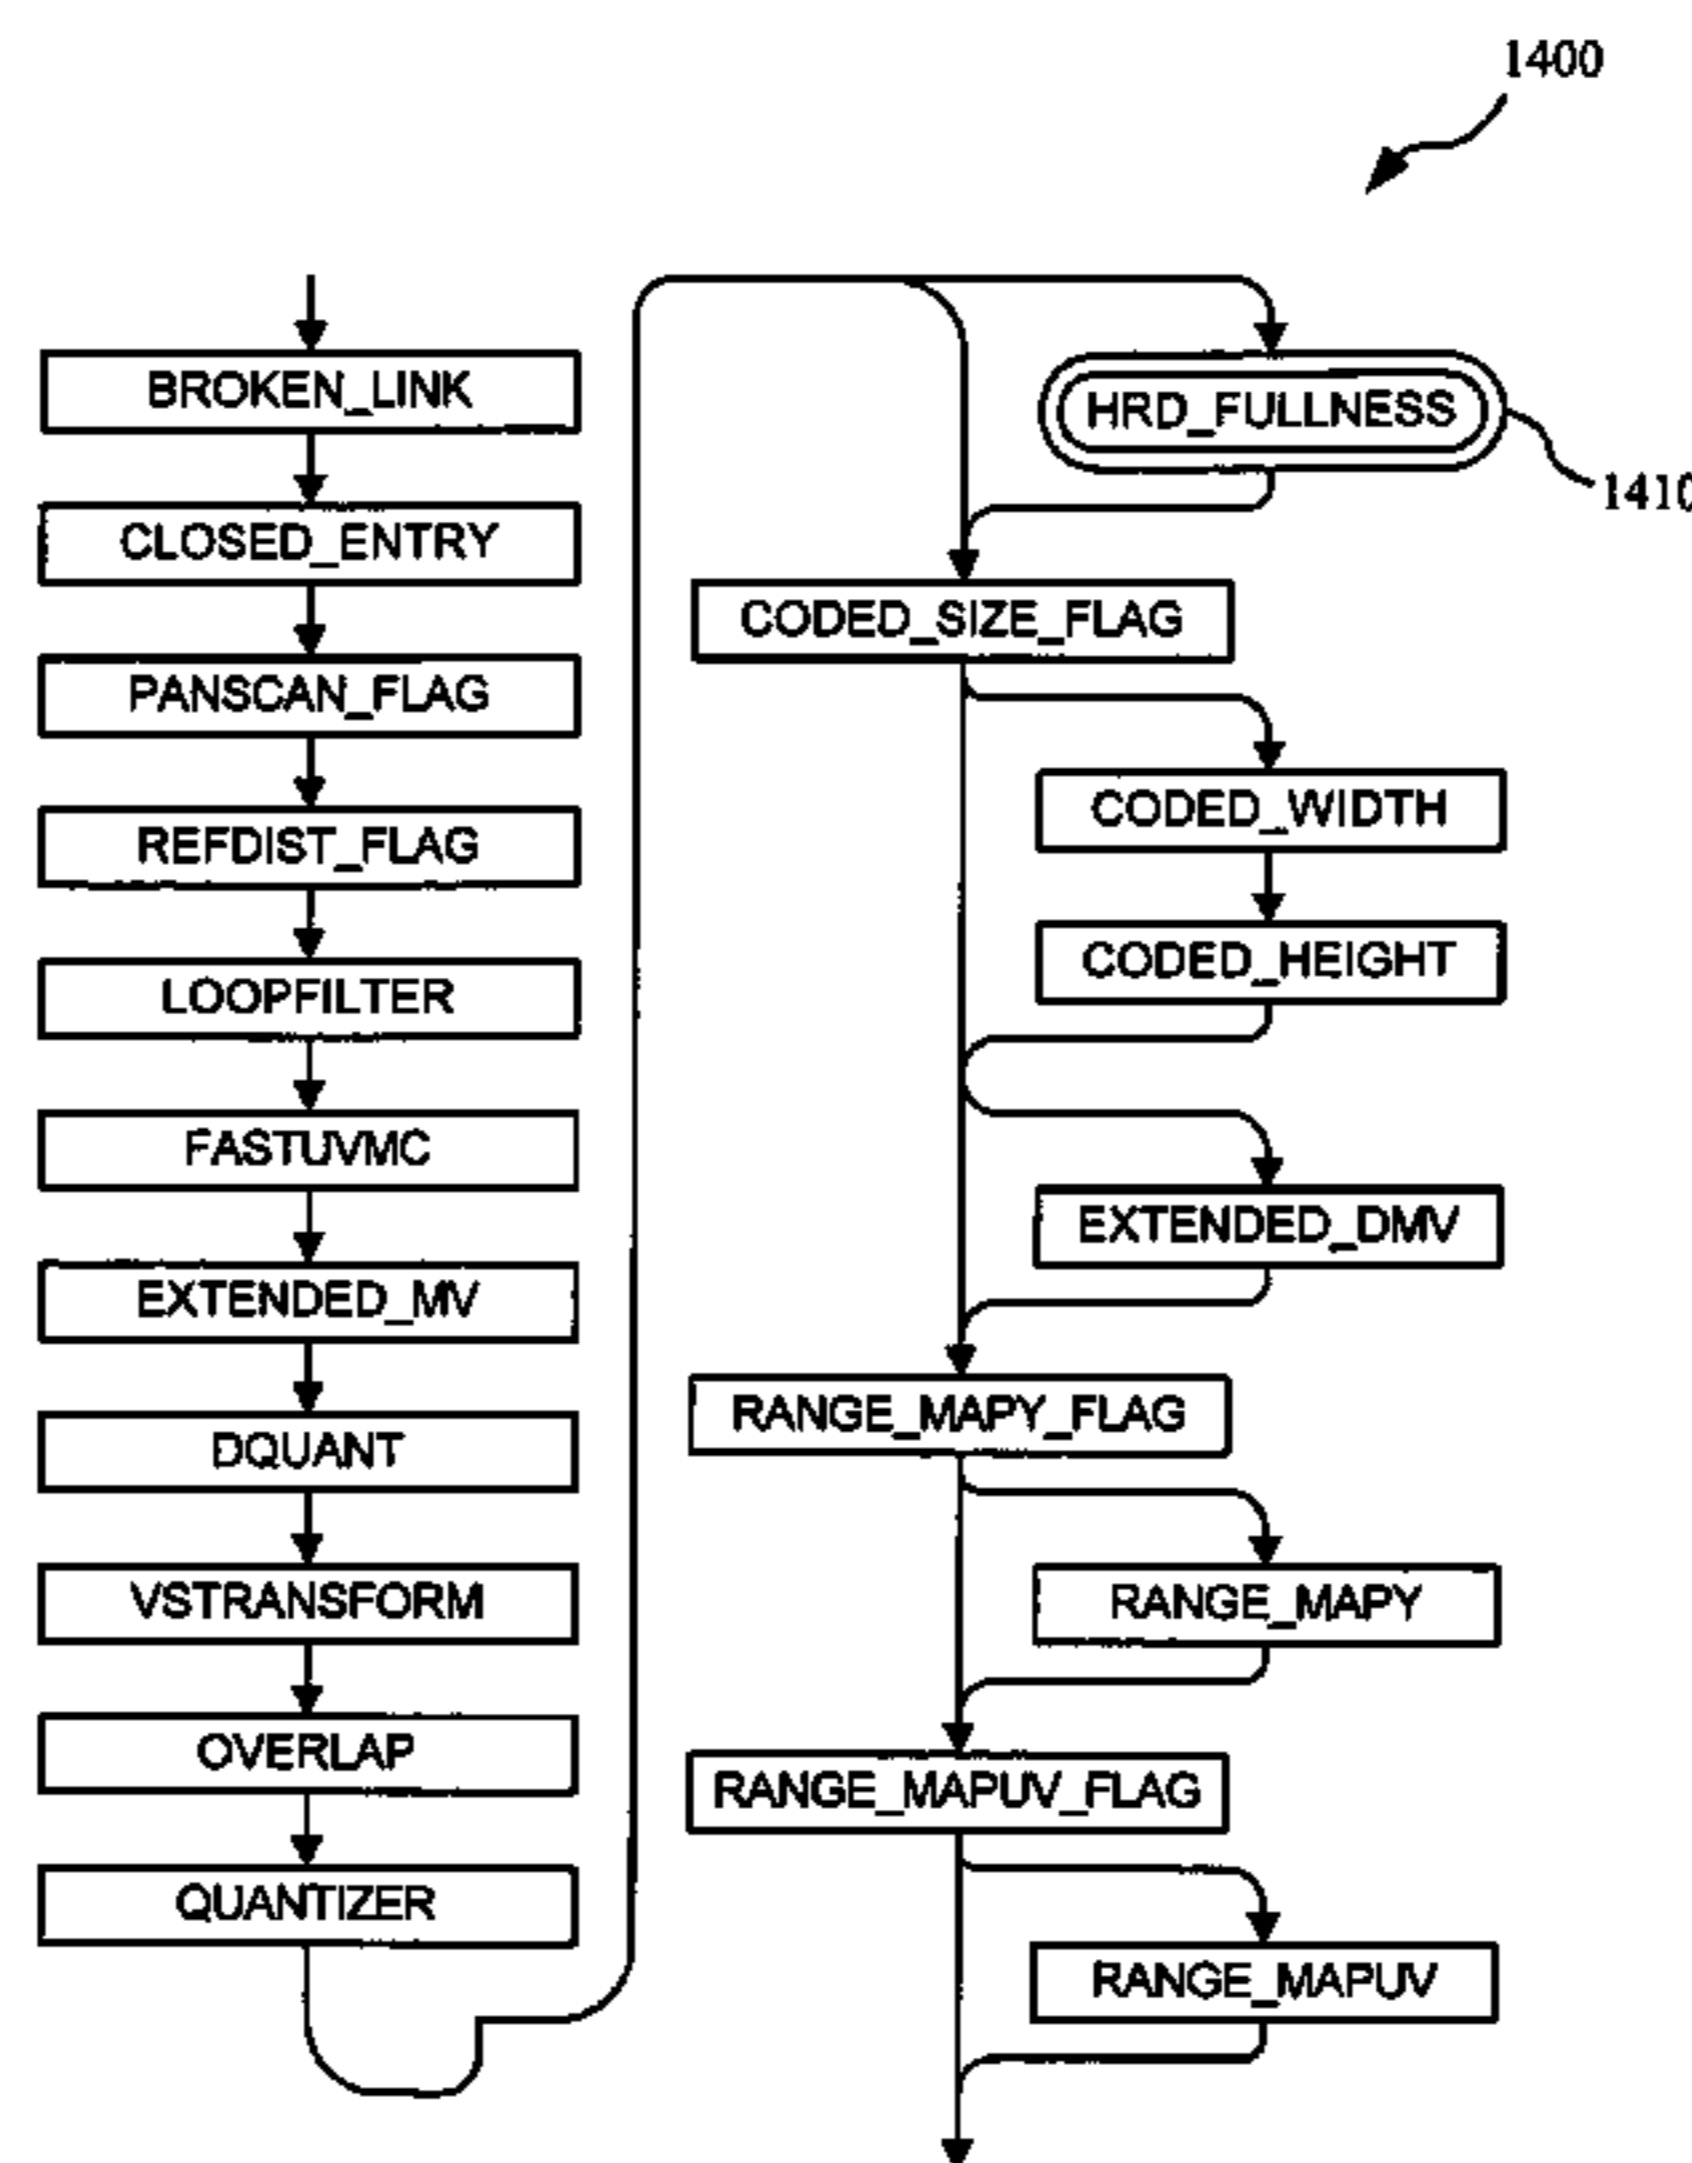 1400
BROKEN_LINK
CLOSED_ENTRY
PANSCAN_FLAG
REFDIST_FLAG
LOOPFILTER
FASTUVMC
EXTENDED_MV
DQUANT
VSTRANSFORM
OVERLAP
QUANTIZER
HRD_FULLNESS
1410
CODED_SIZE_FLAG
CODED_WIDTH
CODED_HEIGHT
EXTENDED_DMV
RANGE_MAPY_FLAG
RANGE_MAPY
RANGE_MAPUV_FLAG
RANGE_MAPUV